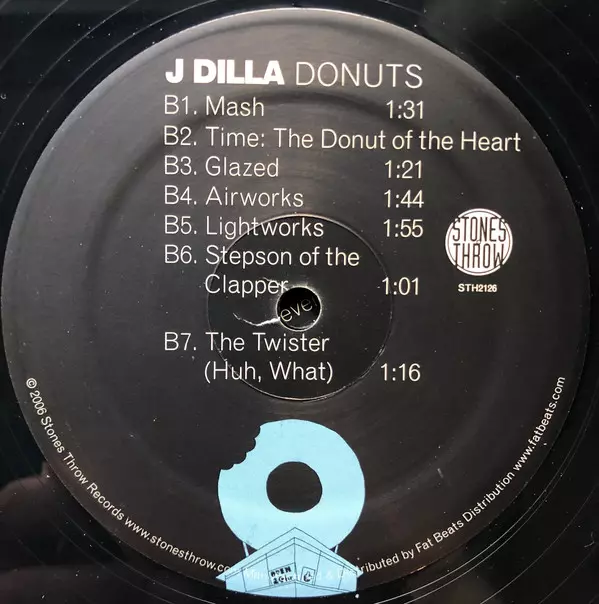 J DILLA DONUTS
B1. Mash 1:31
B2. Time: The Donut of the Heart
B3. Glazed 1:21
B4. Airworks 1:44
B5. Lightworks 1:55
B6. Stepson of the
Clapper 1:01
B7. The Twister
(Huh, What) 1:16
STONES
THROW
STH2126
eve
© 2006 Stones Throw Records www.stonesthrow.com & Distributed by Fat Beats Distribution www.fatbeats.com